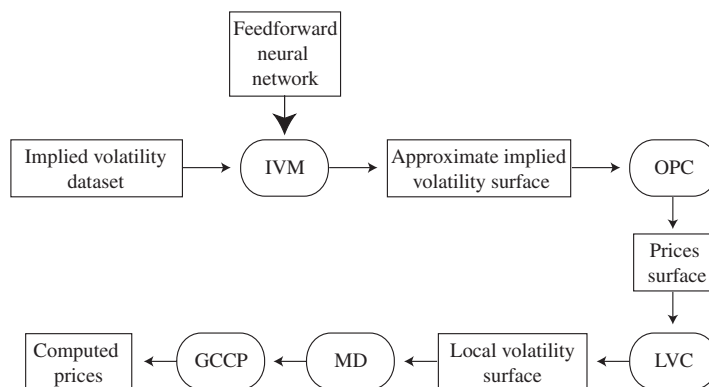 Feedforward
neural
network
Implied volatility
dataset
IVM
Approximate implied
volatility surface
OPC
Prices
surface
Computed
prices
GCCP
MD
Local volatility
surface
LVC